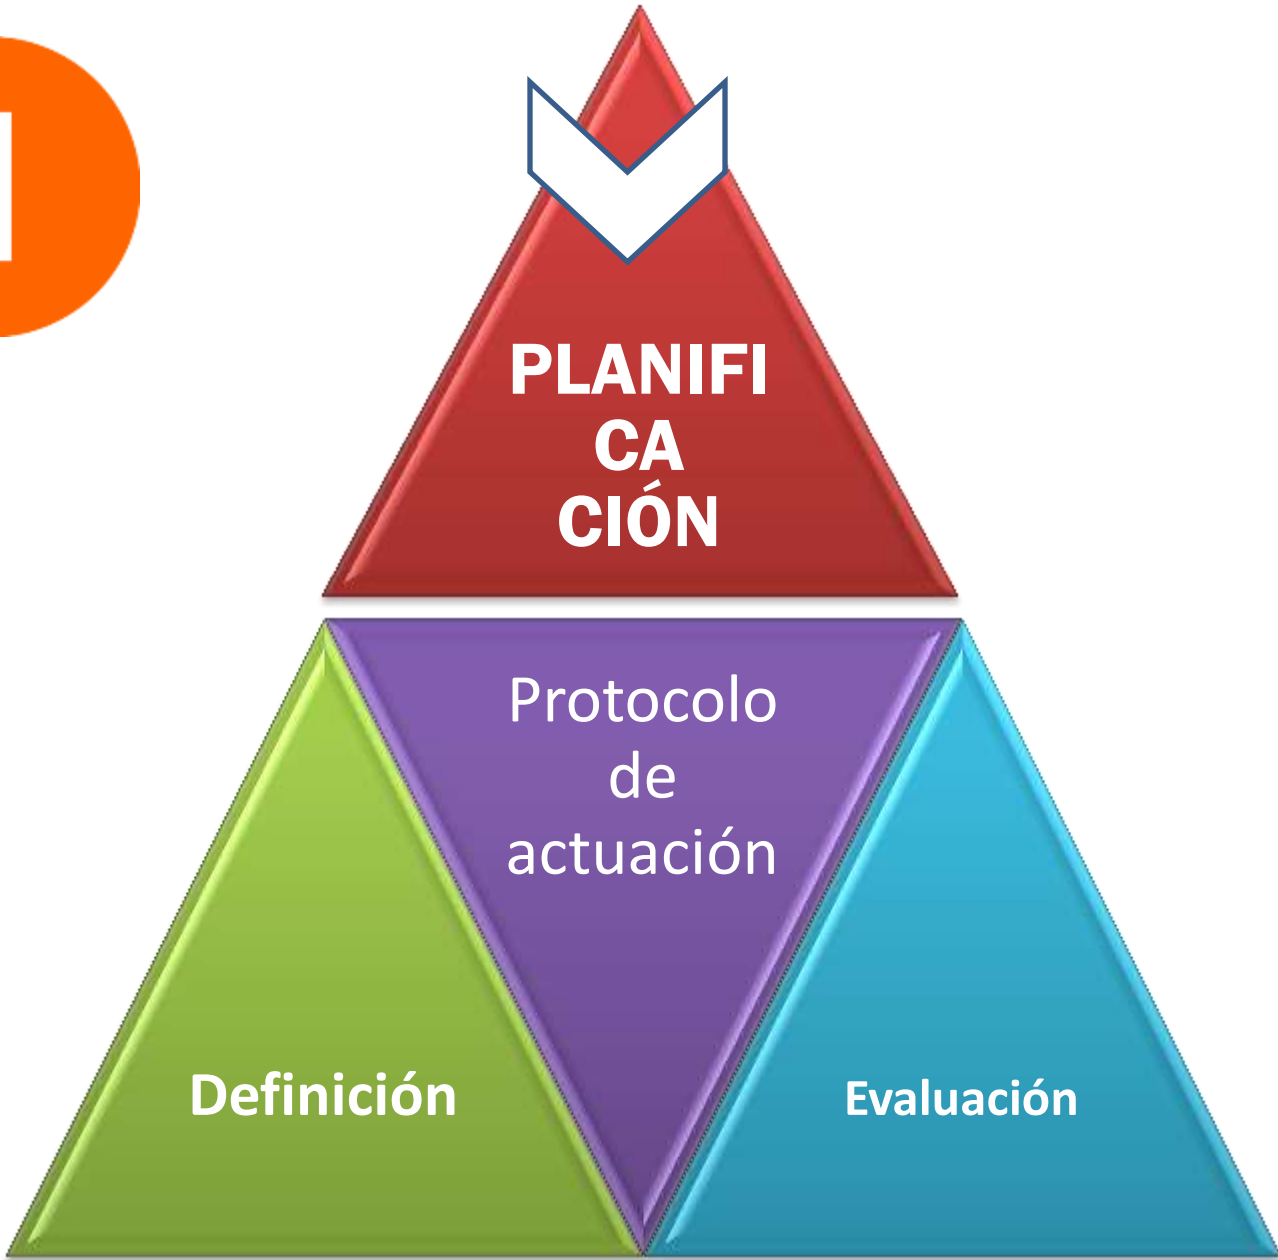 PLANIFI
CA
CIÓN
Protocolo
de
actuación
Definición
Evaluación